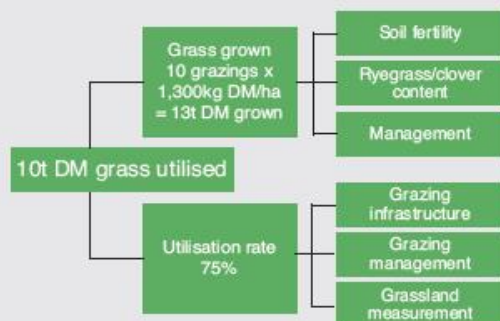 Grass grown
10 grazings x
1,300kg DM/ha
= 13t DM grown
Soil fertility
Ryegrass/clover
content
Management
10t DM grass utilised
Utilisation rate
75%
Grazing
infrastructure
Grazing
management
Grassland
measurement